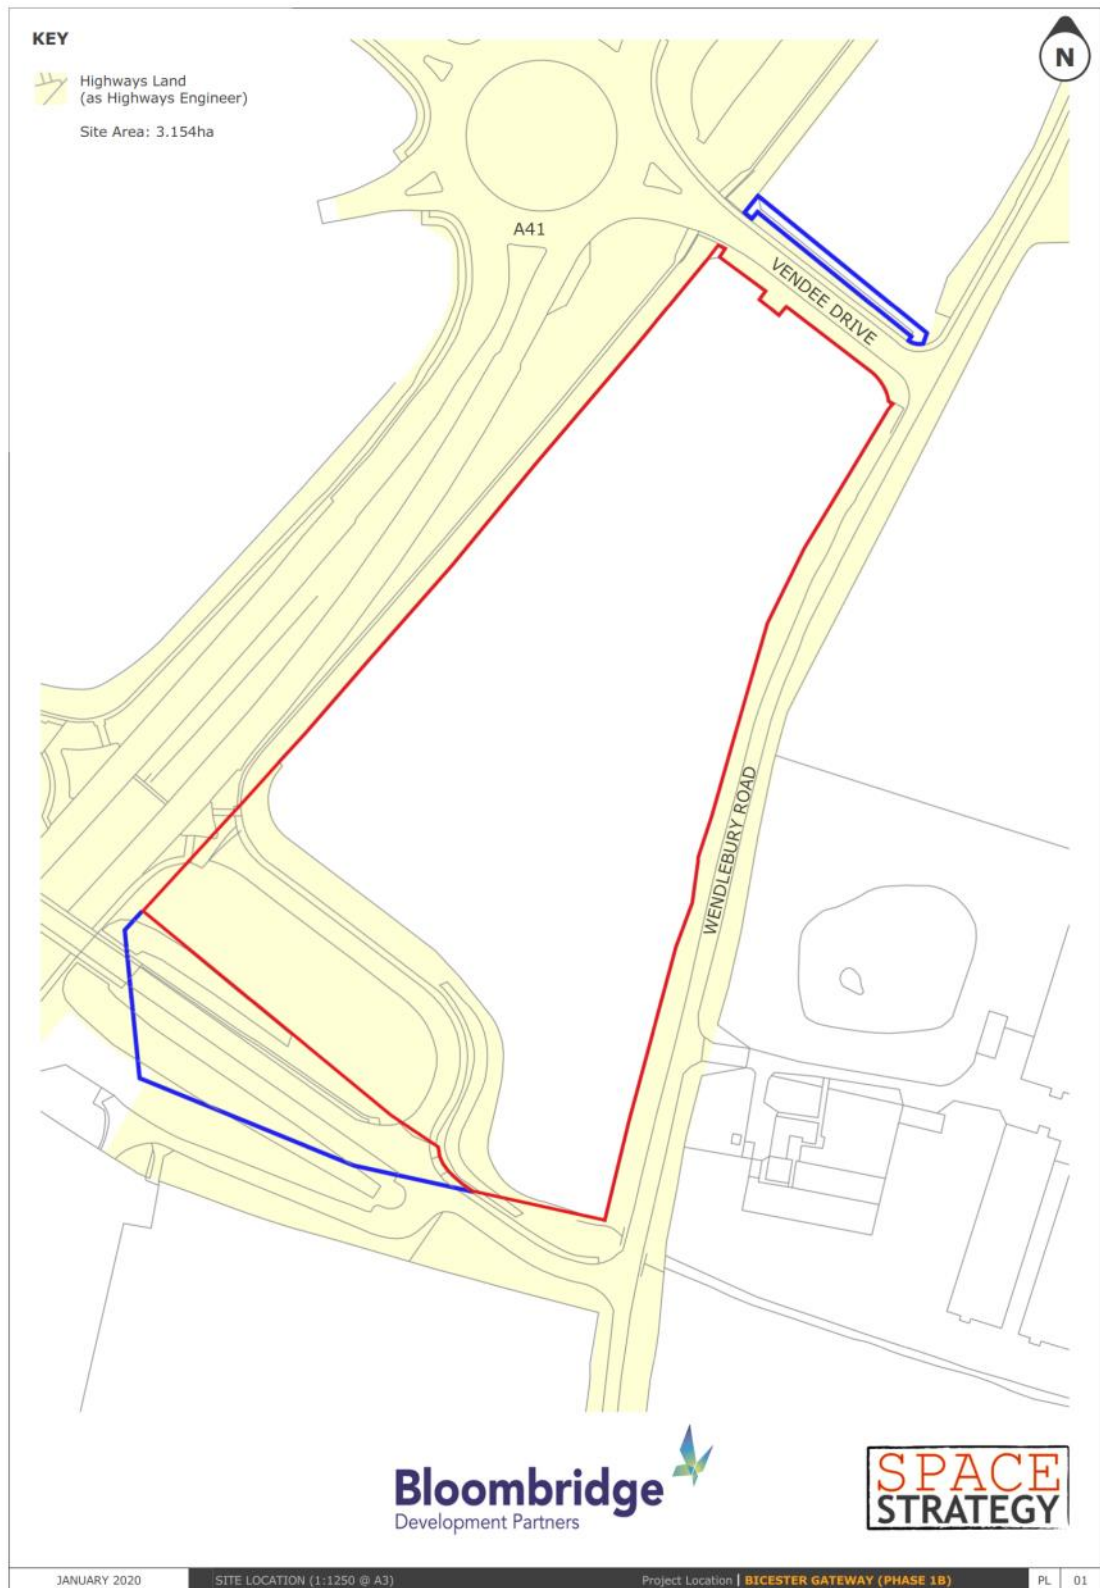 KEY
Highways Land
(as Highways Engineer)
Site Area: 3.154ha
N
A41
VENDEE DRIVE
WENDLEBURY ROAD
Bloombridge
Development Partners
SPACE
STRATEGY
JANUARY 2020
SITE LOCATION (1:1250 @ A3)
Project Location | BICESTER GATEWAY (PHASE 1B)
PL 01